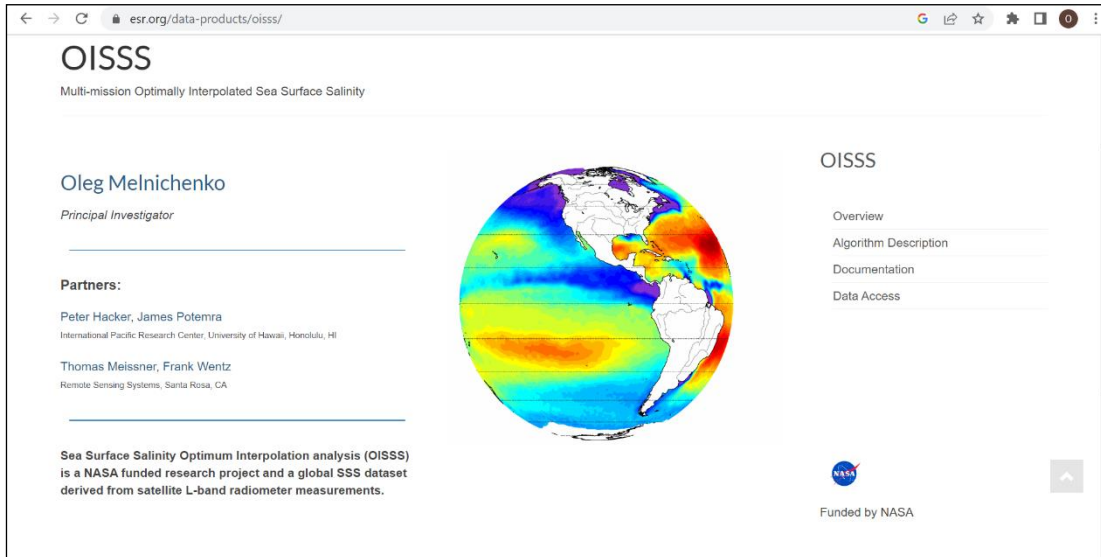 esr.org/data-products/oisss/
O
OISSS
Multi-mission Optimally Interpolated Sea Surface Salinity
Oleg Melnichenko
Principal Investigator
Partners:
Peter Hacker, James Potemra
International Pacific Research Center, University of Hawaii, Honolulu, HI
Thomas Meissner, Frank Wentz
Remote Sensing Systems, Santa Rosa, CA
Sea Surface Salinity Optimum Interpolation analysis (OISSS)
is a NASA funded research project and a global SSS dataset
derived from satellite L-band radiometer measurements.
OISSS
Overview
Algorithm Description
Documentation
Data Access
NASA
Funded by NASA